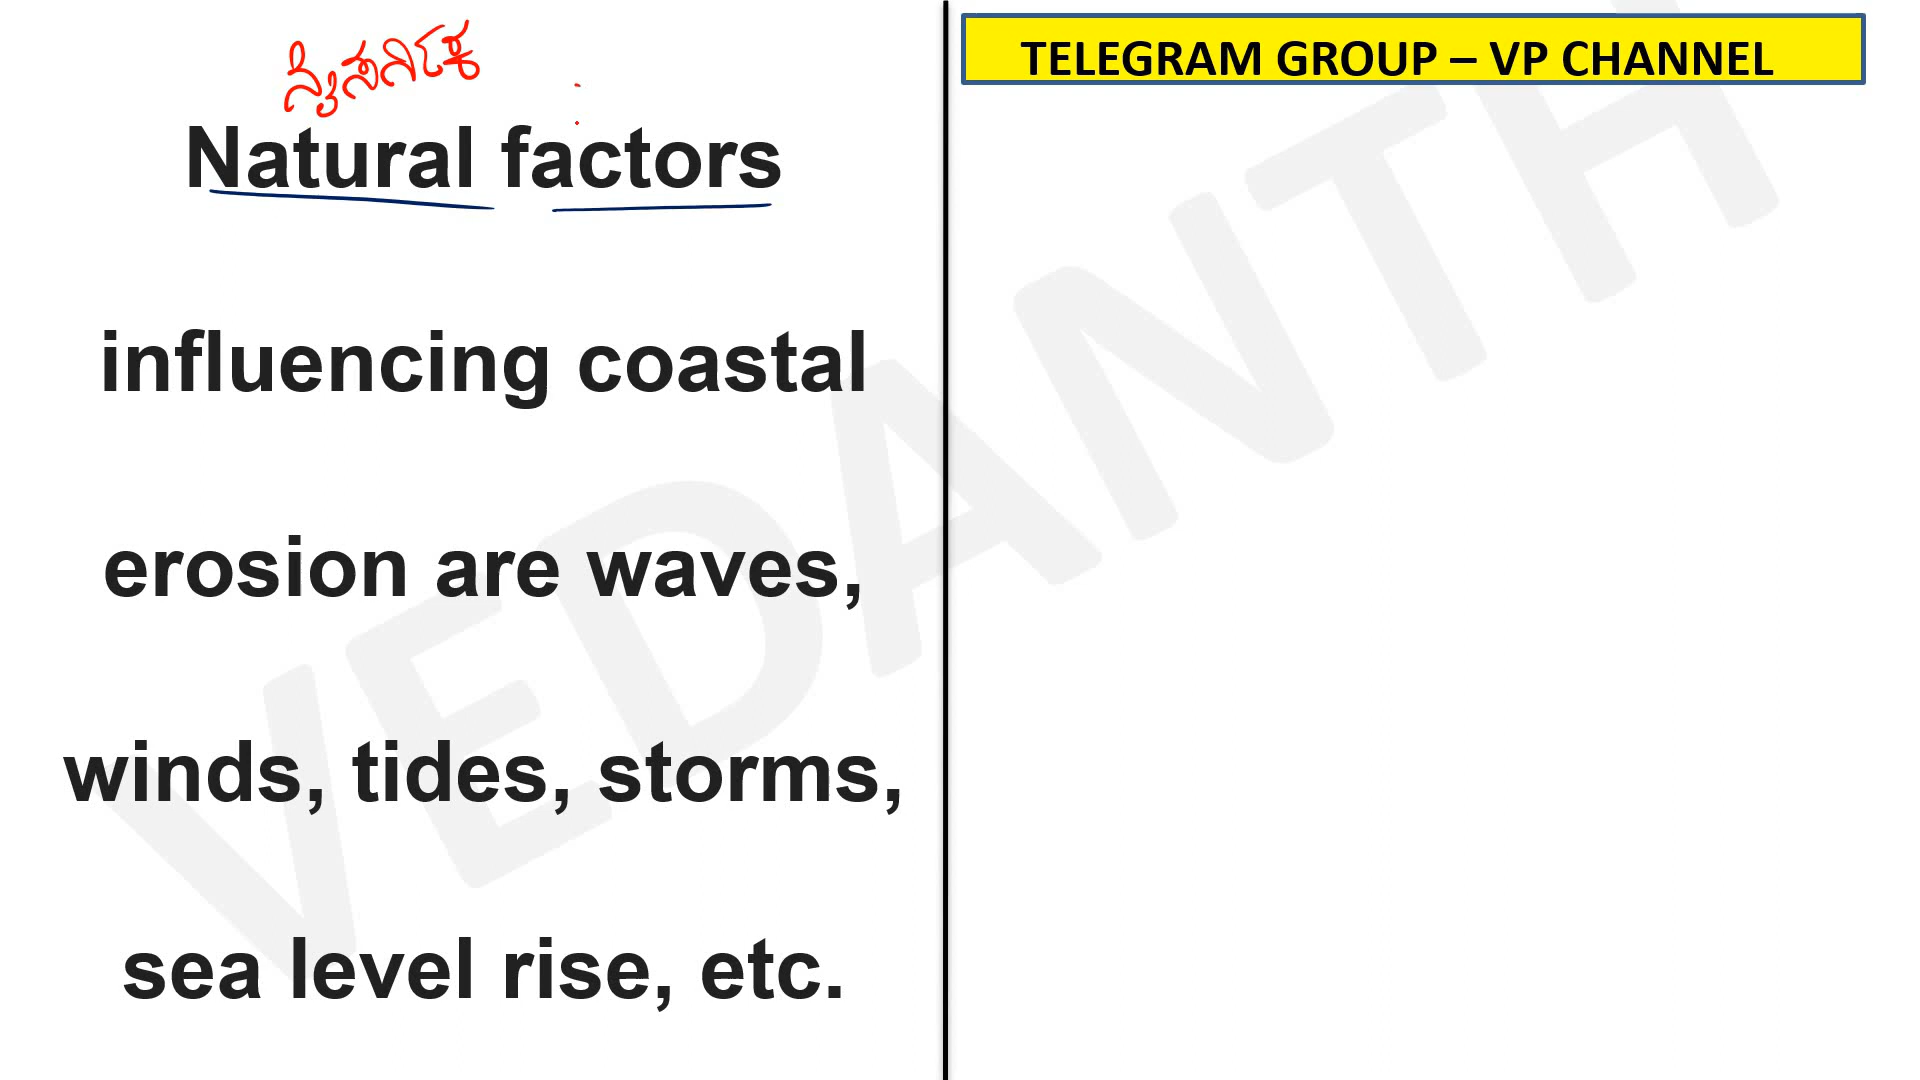 ನೈಸರ್ಗಿಕ
Natural factors
influencing coastal
erosion are waves,
winds, tides, storms,
sea level rise, etc.
TELEGRAM GROUP – VP CHANNEL
VEDANTH